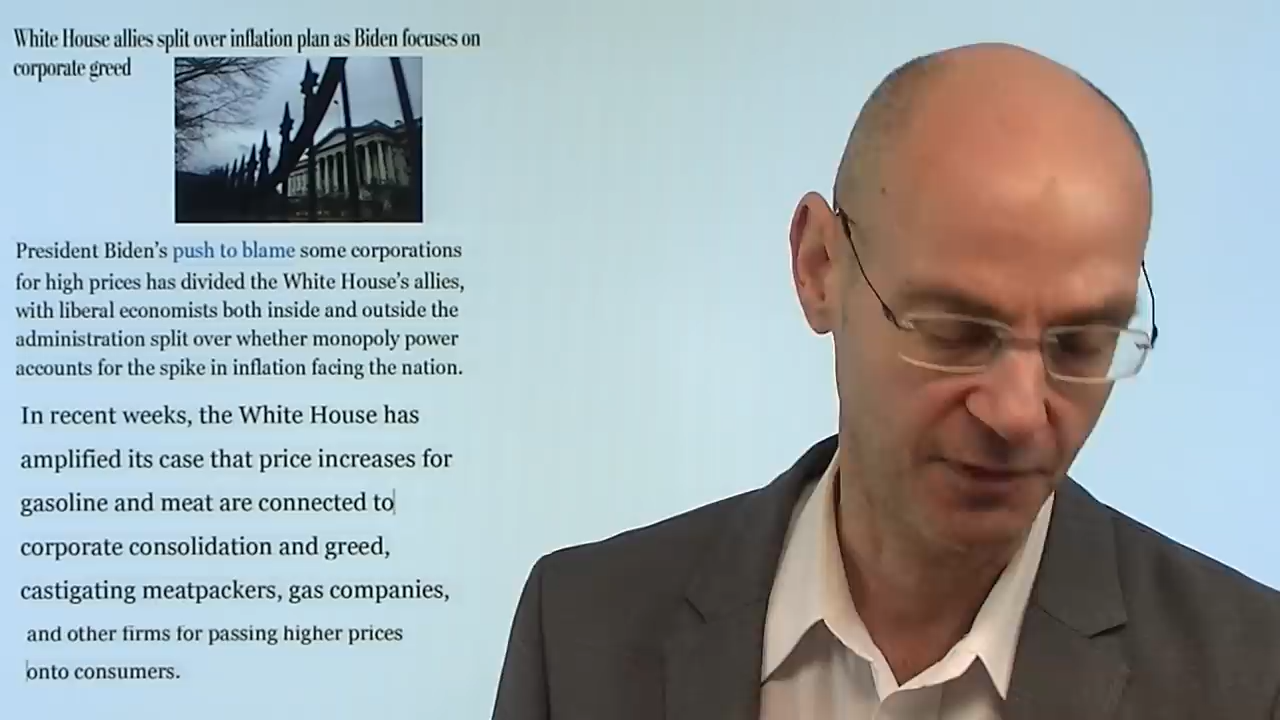 White House allies split over inflation plan as Biden focuses on
corporate greed
President Biden’s push to blame some corporations
for high prices has divided the White House’s allies,
with liberal economists both inside and outside the
administration split over whether monopoly power
accounts for the spike in inflation facing the nation.
In recent weeks, the White House has
amplified its case that price increases for
gasoline and meat are connected to
corporate consolidation and greed,
castigating meatpackers, gas companies,
and other firms for passing higher prices
onto consumers.